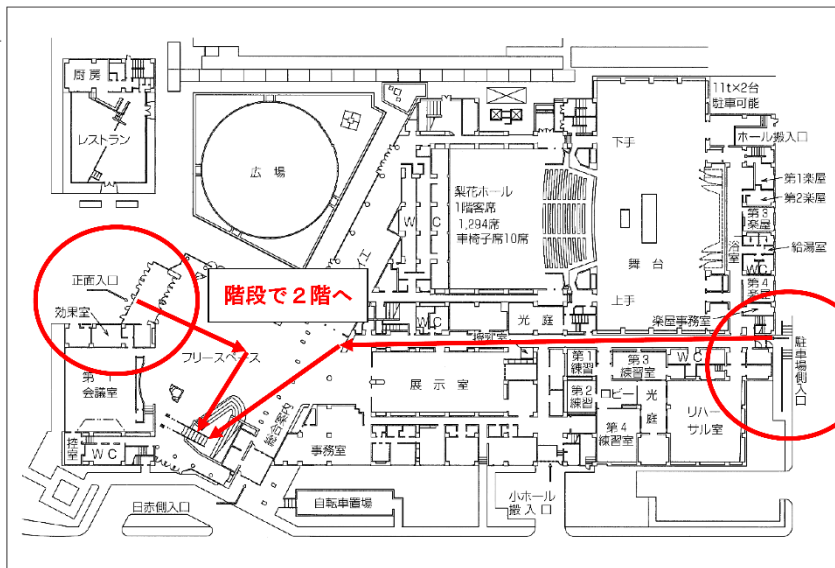 厨房
レストラン
広場
W
C
梨花ホール
1階客席
1,294席
車椅子席10席
下手
舞台
上手
11t×2台
駐車可能
ホール搬入口
第1楽屋
第2楽屋
第3
楽屋
給湯室
浴室
WC
第4
楽屋
楽屋事務室
駐車場側入口
正面入口
効果室
階段で2階へ
フリースペース
会議室
控室
WC
総合案内
事務室
WC
光庭
展示室
第1
練習
第2
練習
第3
練習室
WC
ロビー
光庭
第4
練習室
リハー
サル室
小ホール
搬入口
自転車置場
日赤側入口